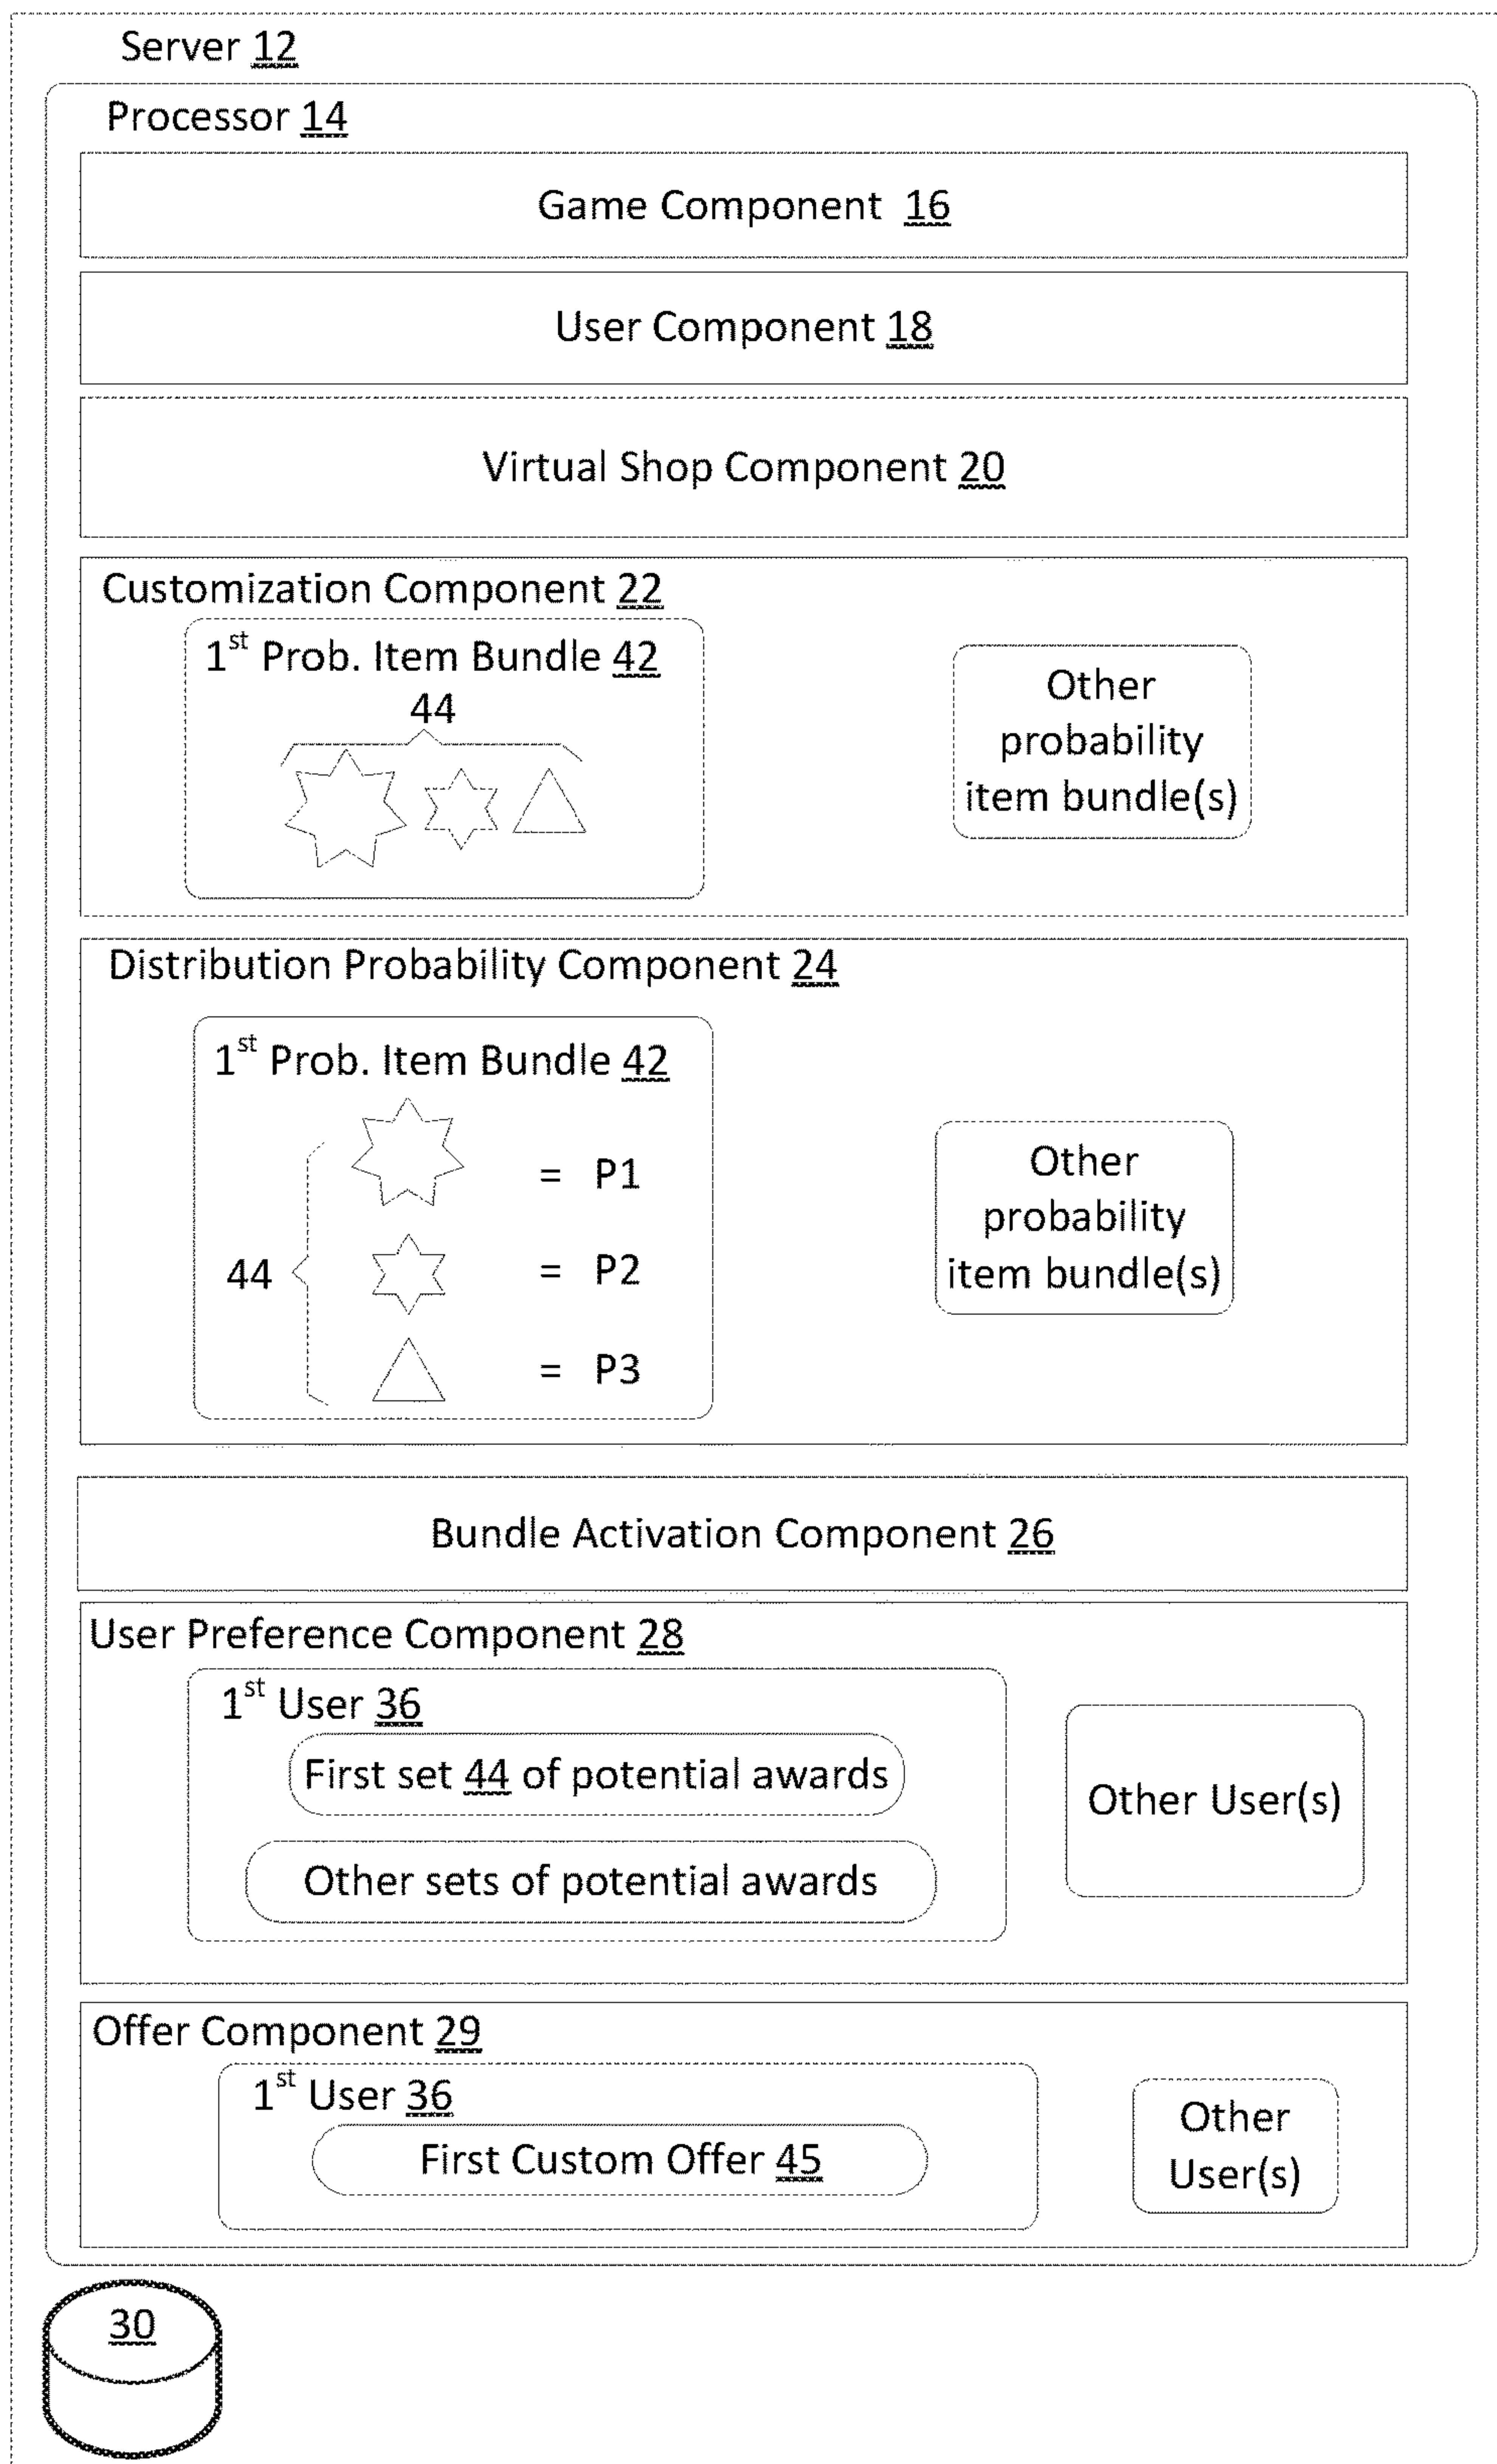 Server 12
Processor 14
Game Component 16
User Component 18
Virtual Shop Component 20
Customization Component 22
1st Prob. Item Bundle 42
44
Other
probability
item bundle(s)
Distribution Probability Component 24
1st Prob. Item Bundle 42
= P1
44
= P2
= P3
Other
probability
item bundle(s)
Bundle Activation Component 26
User Preference Component 28
1st User 36
First set 44 of potential awards
Other sets of potential awards
Other User(s)
Offer Component 29
1st User 36
First Custom Offer 45
Other
User(s)
30